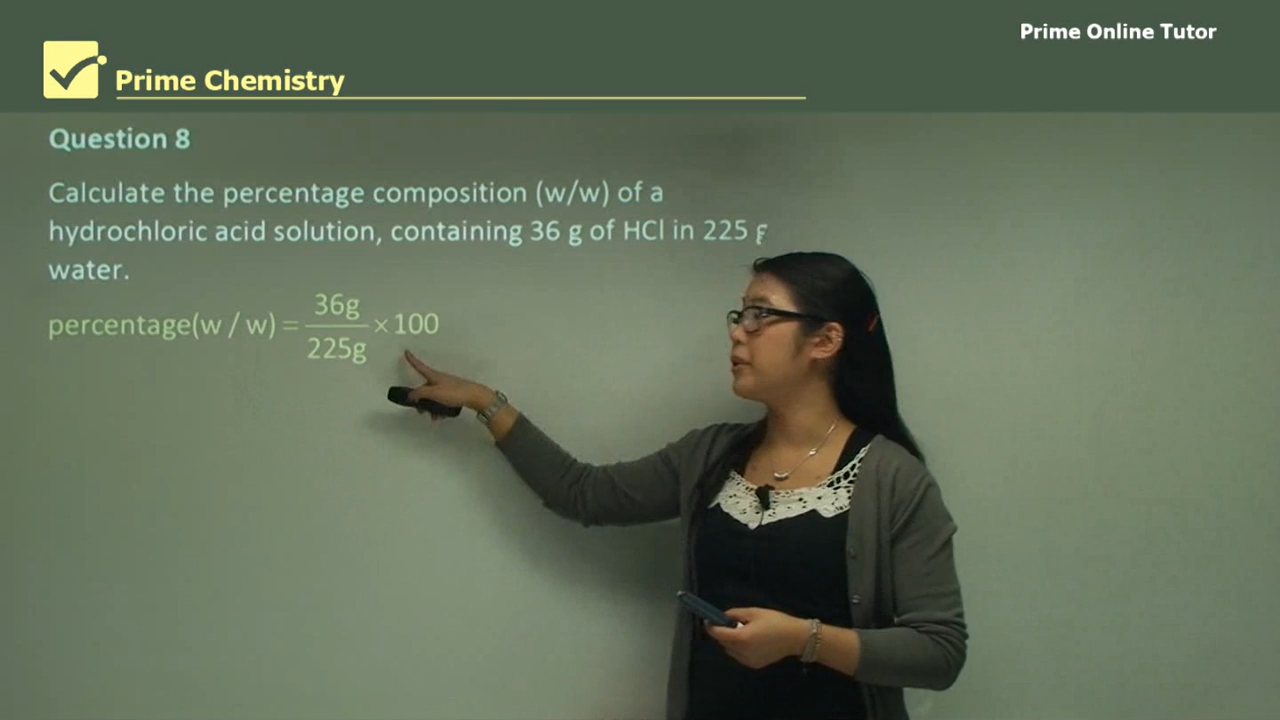 Prime Online Tutor
Prime Chemistry
Question 8
Calculate the percentage composition (w/w) of a
hydrochloric acid solution, containing 36 g of HCl in 225 g
water.
percentage(w / w) = 36g / 225g × 100